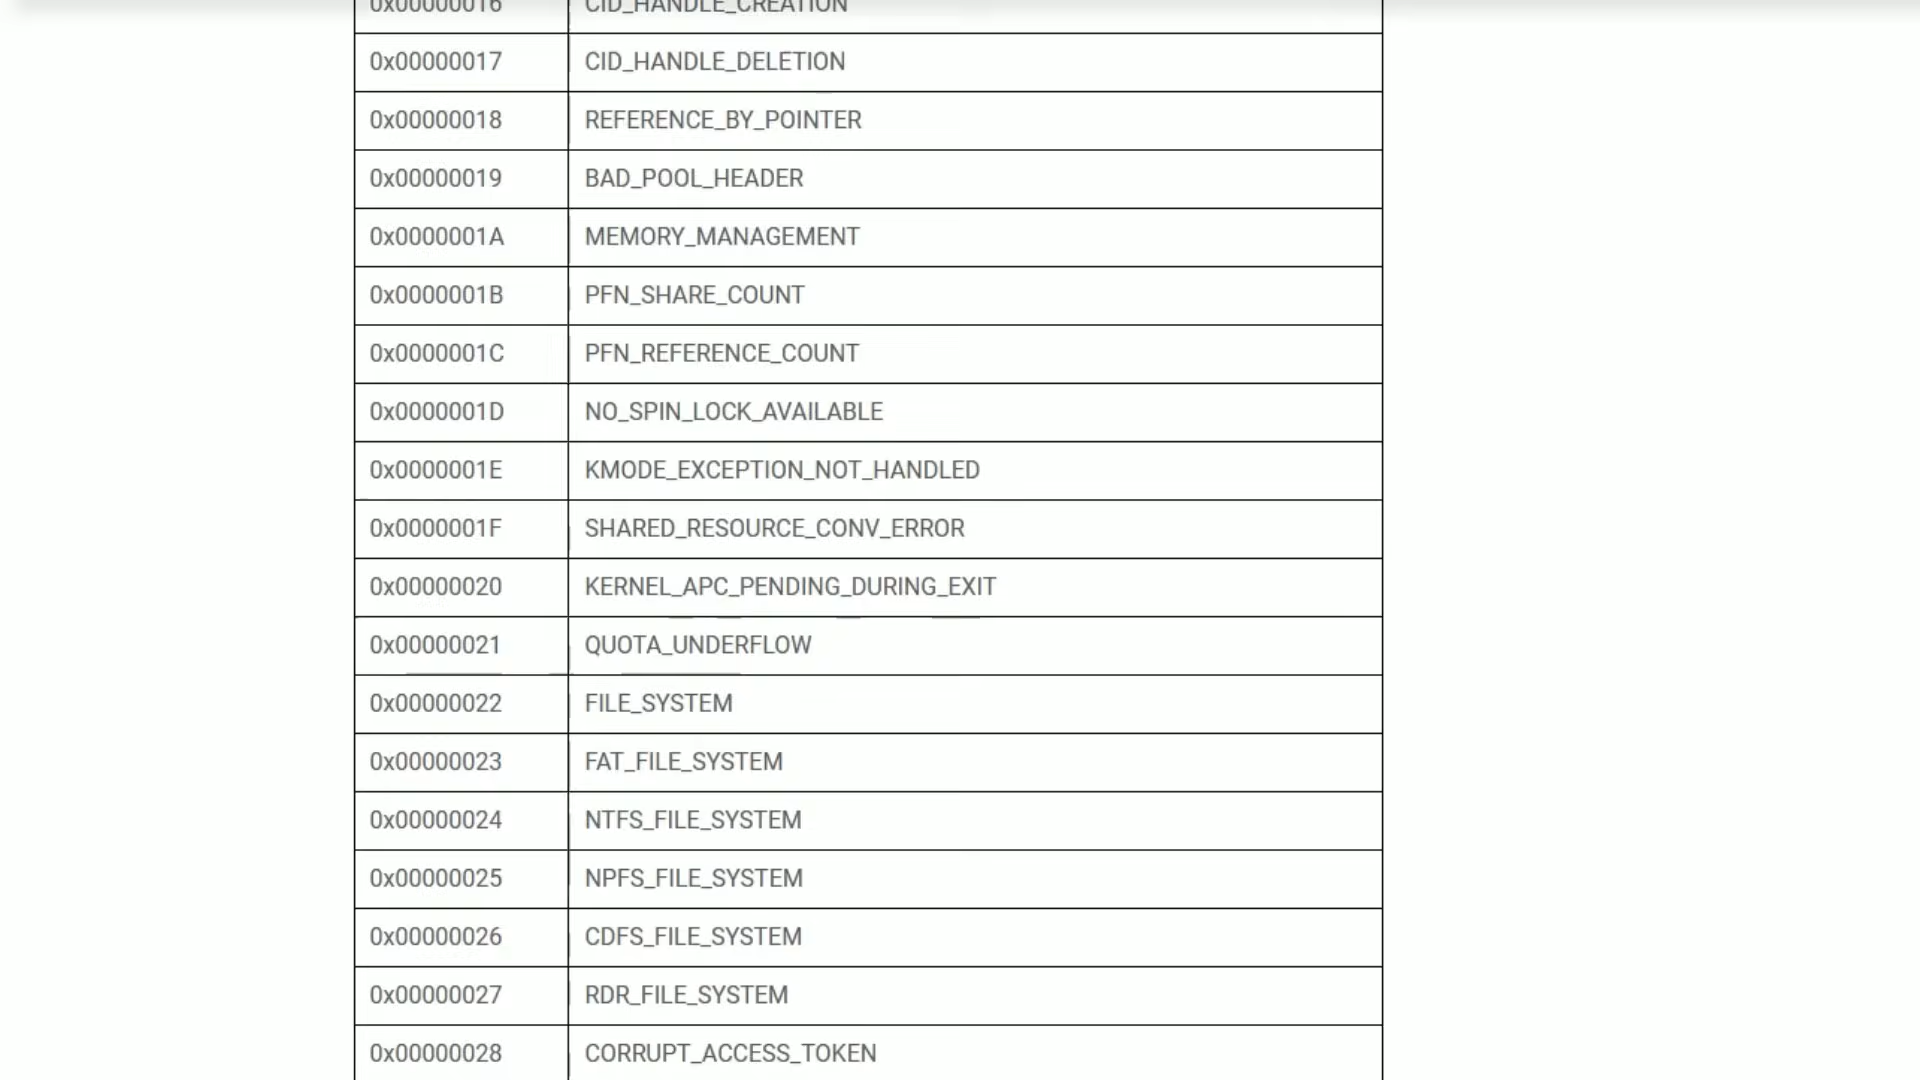 0x00000016 CID_HANDLE_CREATION
0x00000017 CID_HANDLE_DELETION
0x00000018 REFERENCE_BY_POINTER
0x00000019 BAD_POOL_HEADER
0x0000001A MEMORY_MANAGEMENT
0x0000001B PFN_SHARE_COUNT
0x0000001C PFN_REFERENCE_COUNT
0x0000001D NO_SPIN_LOCK_AVAILABLE
0x0000001E KMODE_EXCEPTION_NOT_HANDLED
0x0000001F SHARED_RESOURCE_CONV_ERROR
0x00000020 KERNEL_APC_PENDING_DURING_EXIT
0x00000021 QUOTA_UNDERFLOW
0x00000022 FILE_SYSTEM
0x00000023 FAT_FILE_SYSTEM
0x00000024 NTFS_FILE_SYSTEM
0x00000025 NPFS_FILE_SYSTEM
0x00000026 CDFS_FILE_SYSTEM
0x00000027 RDR_FILE_SYSTEM
0x00000028 CORRUPT_ACCESS_TOKEN